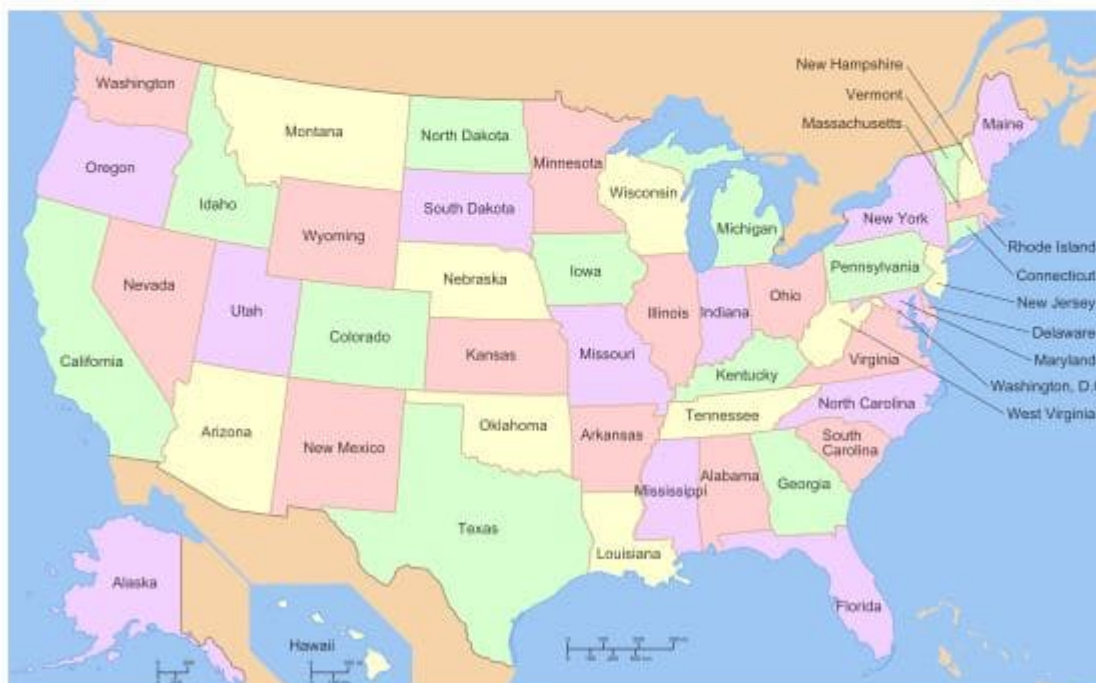 New Hampshire
Washington
Vermont
Montana
North Dakota
Massachusetts
Maine
Minnesota
Oregon
Wisconsin
Idaho
South Dakota
New York
Michigan
Wyoming
Rhode Island
Pennsylvania
Iowa
Connecticut
Nebraska
Nevada
Ohio
New Jersey
Utah
Illinois
Indiana
Delaware
Colorado
Kansas
Virginia
Maryland
California
Missouri
Kentucky
Washington, D.
West Virginia
North Carolina
Tennessee
Oklahoma
Arizona
Arkansas
South
Carolina
New Mexico
Alabama
Georgia
Mississippi
Texas
Louisiana
Alaska
Florida
Hawaii